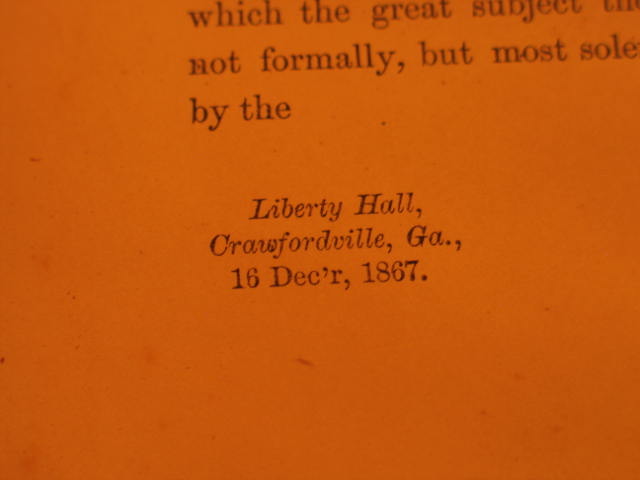 which the great subject
not formally, but most
by the
Liberty Hall,
Crawfordville, Ga.,
16 Dec'r, 1867.